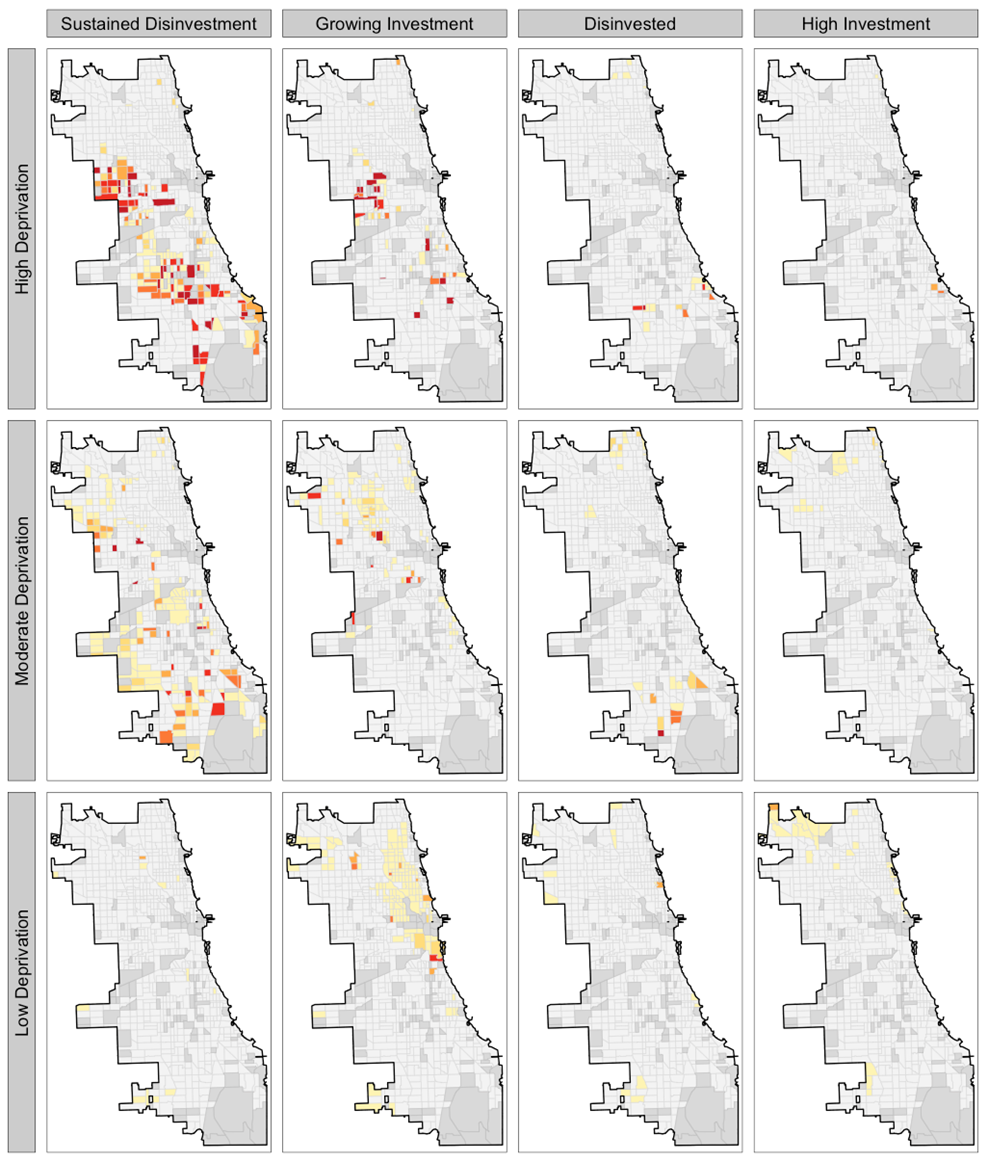 Sustained Disinvestment
Growing Investment
Disinvested
High Investment
High Deprivation
Moderate Deprivation
Low Deprivation